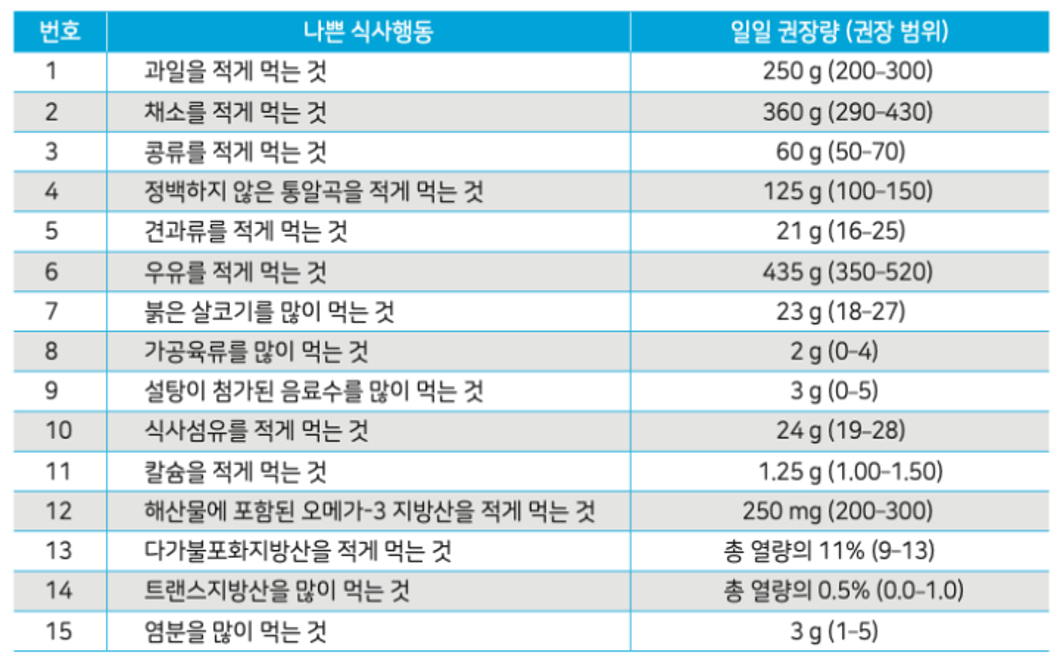 번호 나쁜 식사행동 일일 권장량 (권장 범위)
1 과일을 적게 먹는 것 250 g (200–300)
2 채소를 적게 먹는 것 360 g (290–430)
3 콩류를 적게 먹는 것 60 g (50–70)
4 정백하지 않은 통알곡을 적게 먹는 것 125 g (100–150)
5 견과류를 적게 먹는 것 21 g (16–25)
6 우유를 적게 먹는 것 435 g (350–520)
7 붉은 살코기를 많이 먹는 것 23 g (18–27)
8 가공육류를 많이 먹는 것 2 g (0–4)
9 설탕이 첨가된 음료수를 많이 먹는 것 3 g (0–5)
10 식사섬유를 적게 먹는 것 24 g (19–28)
11 칼슘을 적게 먹는 것 1.25 g (1.00–1.50)
12 해산물에 포함된 오메가-3 지방산을 적게 먹는 것 250 mg (200–300)
13 다가불포화지방산을 적게 먹는 것 총 열량의 11% (9–13)
14 트랜스지방산을 많이 먹는 것 총 열량의 0.5% (0.0–1.0)
15 염분을 많이 먹는 것 3 g (1–5)